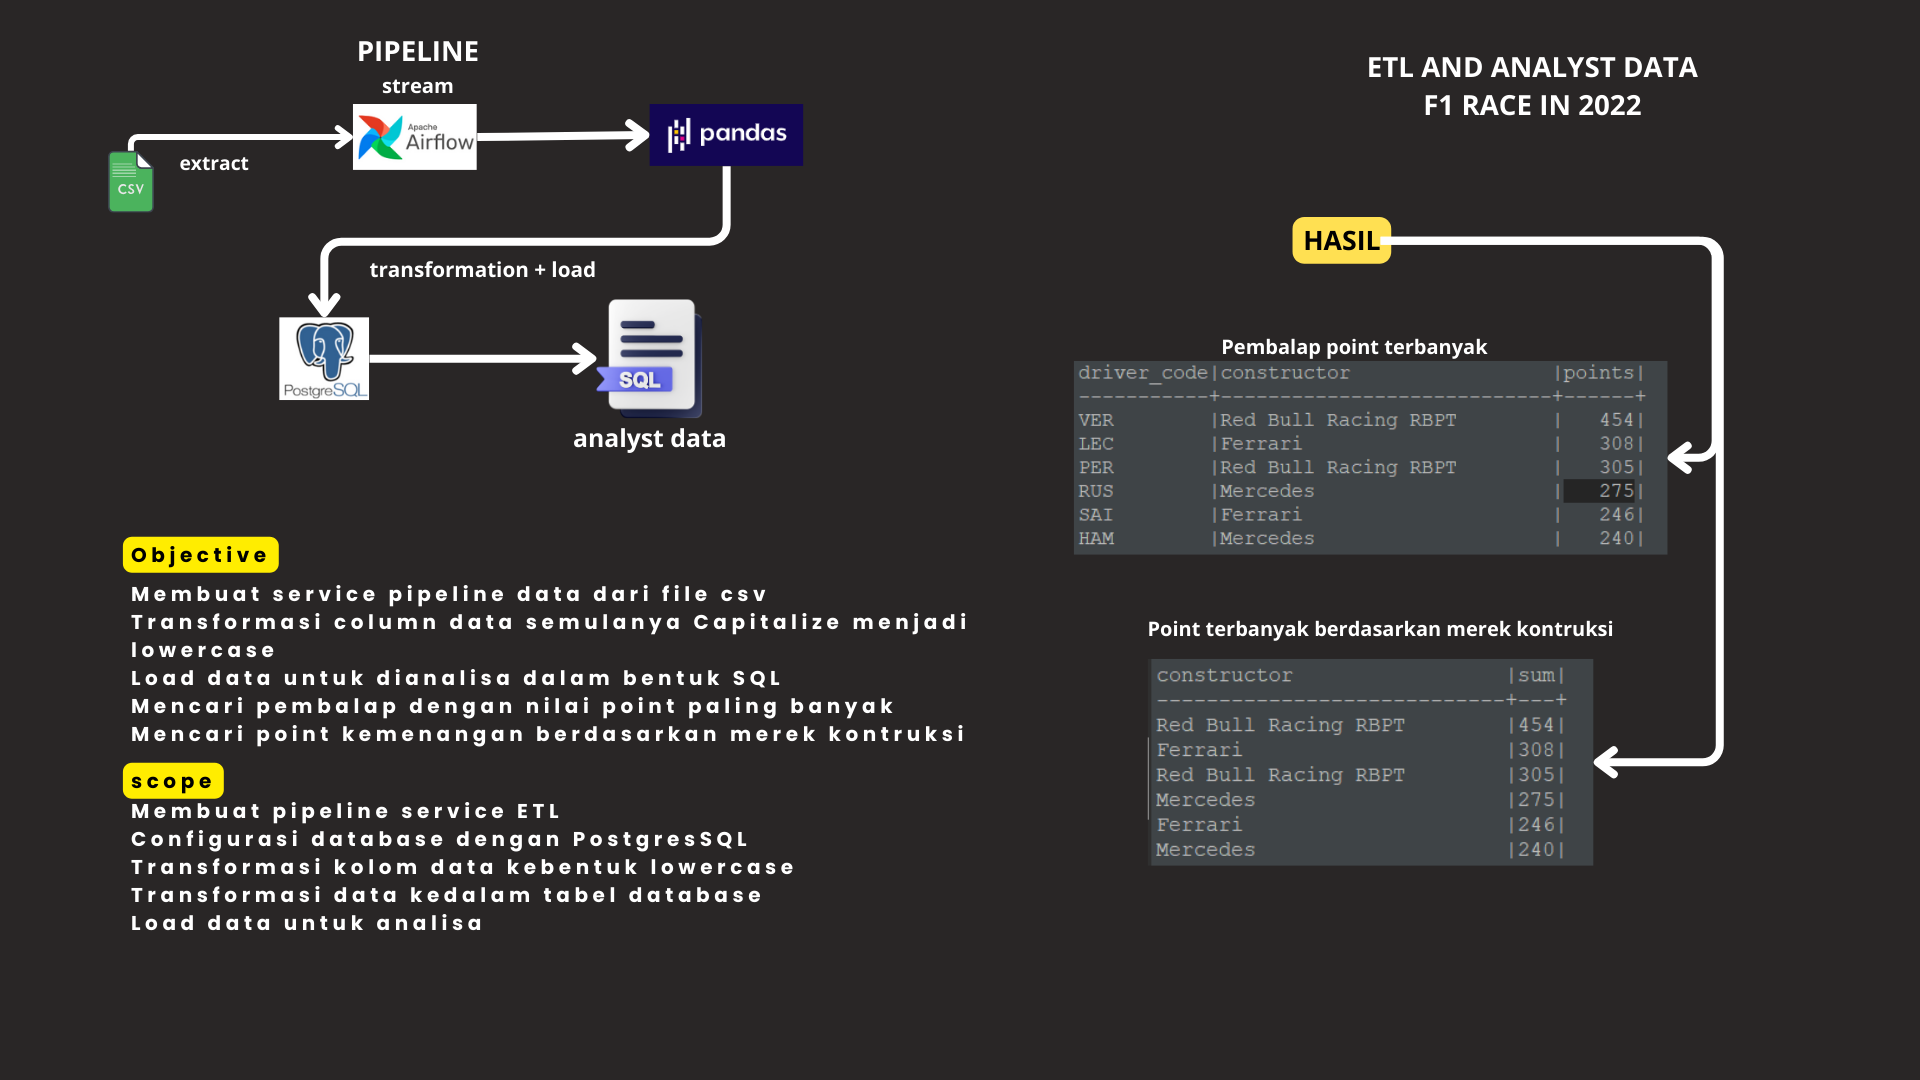 PIPELINE
stream
Apache
Airflow
pandas
extract
CSV
transformation + load
PostgreSQL
SQL
analyst data
Objective
Membuat service pipeline data dari file csv
Transformasi column data semulanya Capitalize menjadi
lowercase
Load data untuk dianalisa dalam bentuk SQL
Mencari pembalap dengan nilai point paling banyak
Mencari point kemenangan berdasarkan merek kontruksi
scope
Membuat pipeline service ETL
Configurasi database dengan PostgresSQL
Transformasi kolom data kebentuk lowercase
Transformasi data kedalam tabel database
Load data untuk analisa
ETL AND ANALYST DATA
F1 RACE IN 2022
HASIL
Pembalap point terbanyak
driver_code|constructor                 |points|
-----------+----------------------------+------+
VER        |Red Bull Racing RBPT        |   454|
LEC        |Ferrari                     |   308|
PER        |Red Bull Racing RBPT        |   305|
RUS        |Mercedes                    |   275|
SAI        |Ferrari                     |   246|
HAM        |Mercedes                    |   240|
Point terbanyak berdasarkan merek kontruksi
constructor                 |sum|
----------------------------+---+
Red Bull Racing RBPT        |454|
Ferrari                     |308|
Red Bull Racing RBPT        |305|
Mercedes                    |275|
Ferrari                     |246|
Mercedes                    |240|